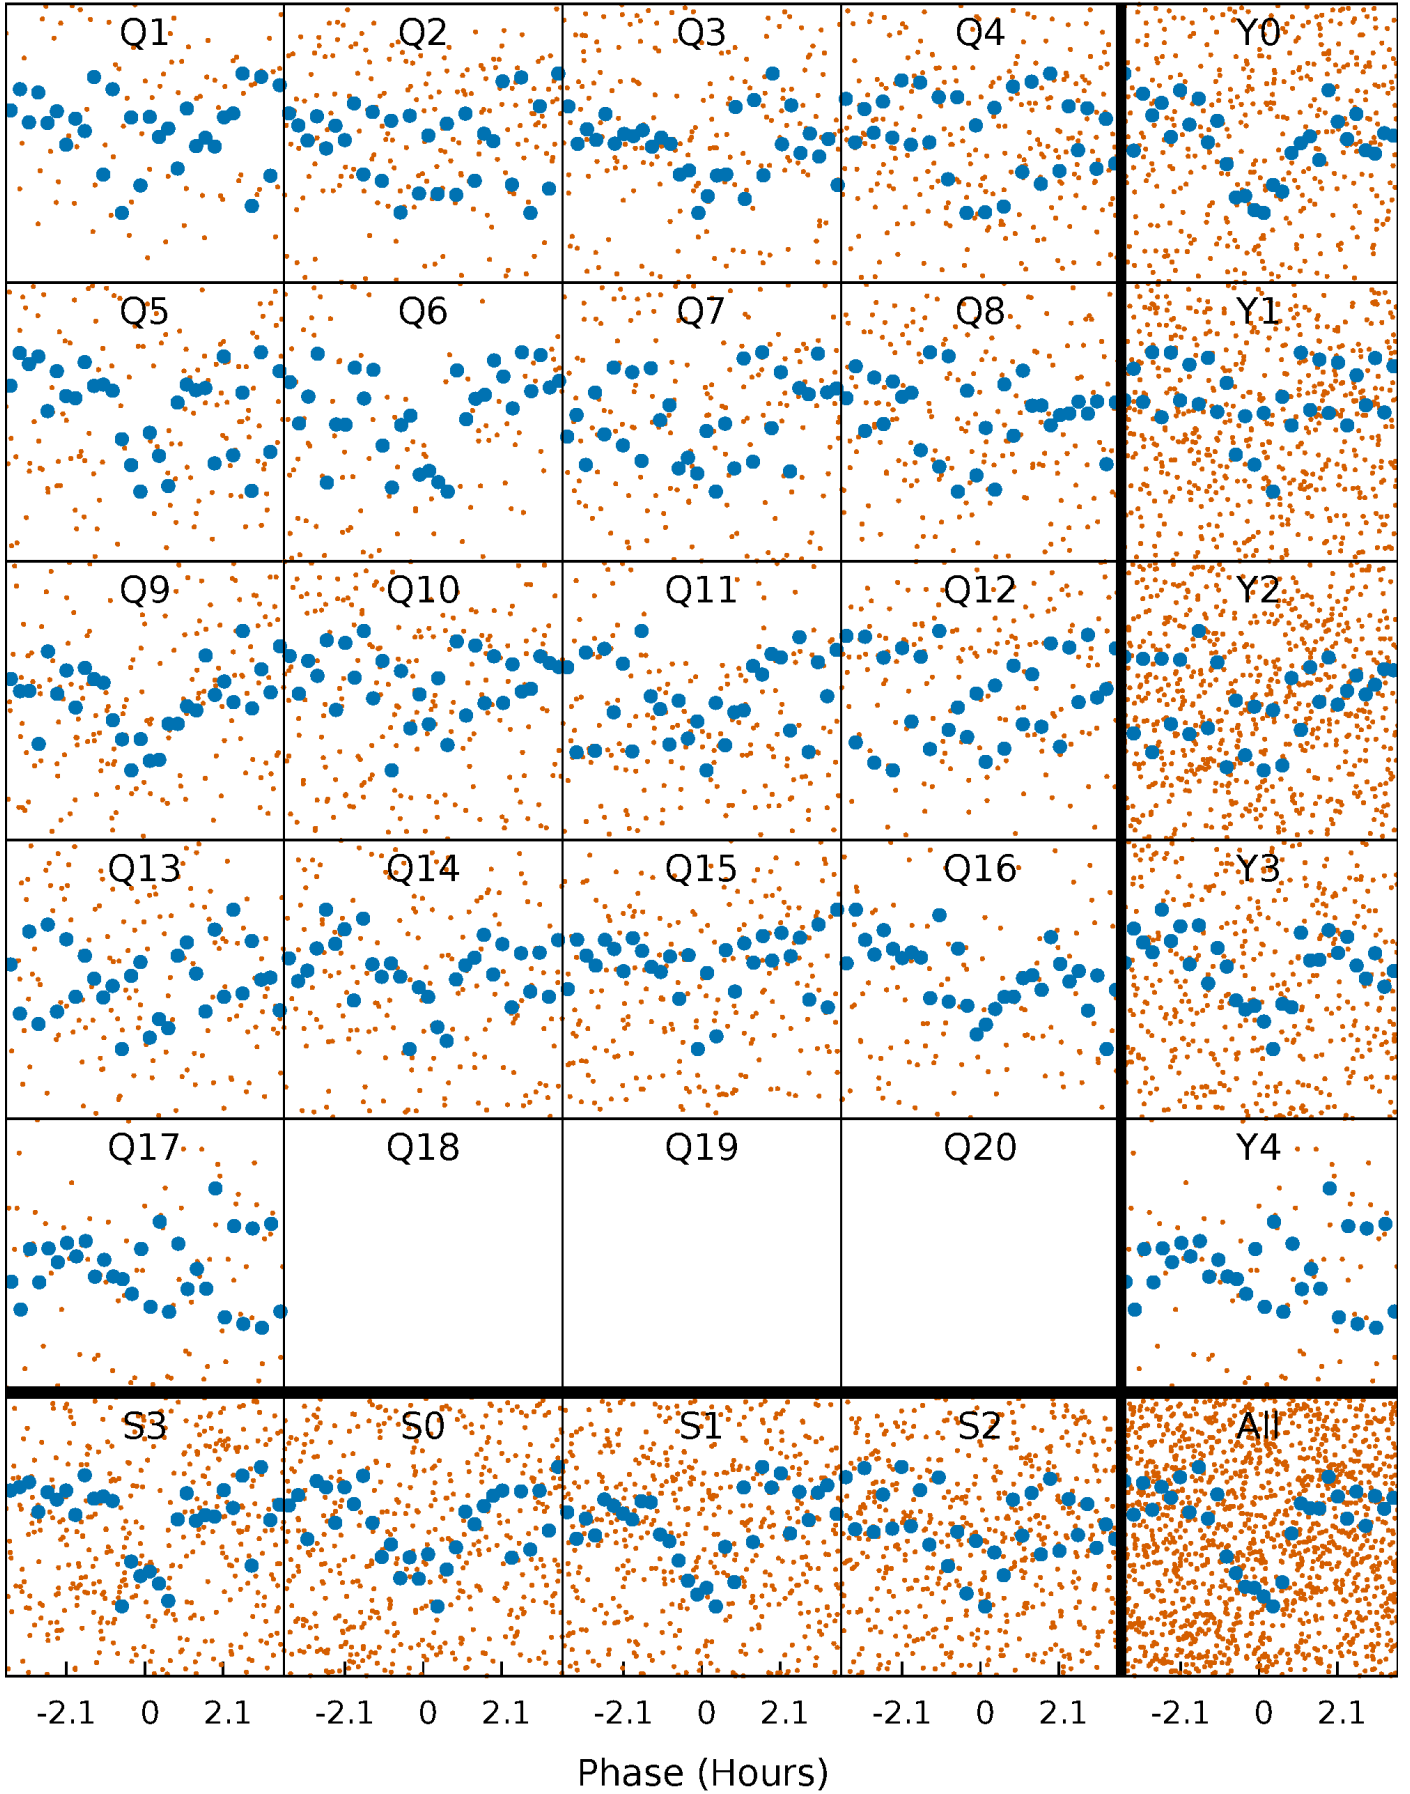 Q1 Q2 Q3 Q4 Y0
Q5 Q6 Q7 Q8 Y1
Q9 Q10 Q11 Q12 Y2
Q13 Q14 Q15 Q16 Y3
Q17 Q18 Q19 Q20 Y4
S3 S0 S1 S2 All
-2.1 0 2.1 -2.1 0 2.1 -2.1 0 2.1 -2.1 0 2.1 -2.1 0 2.1
Phase (Hours)